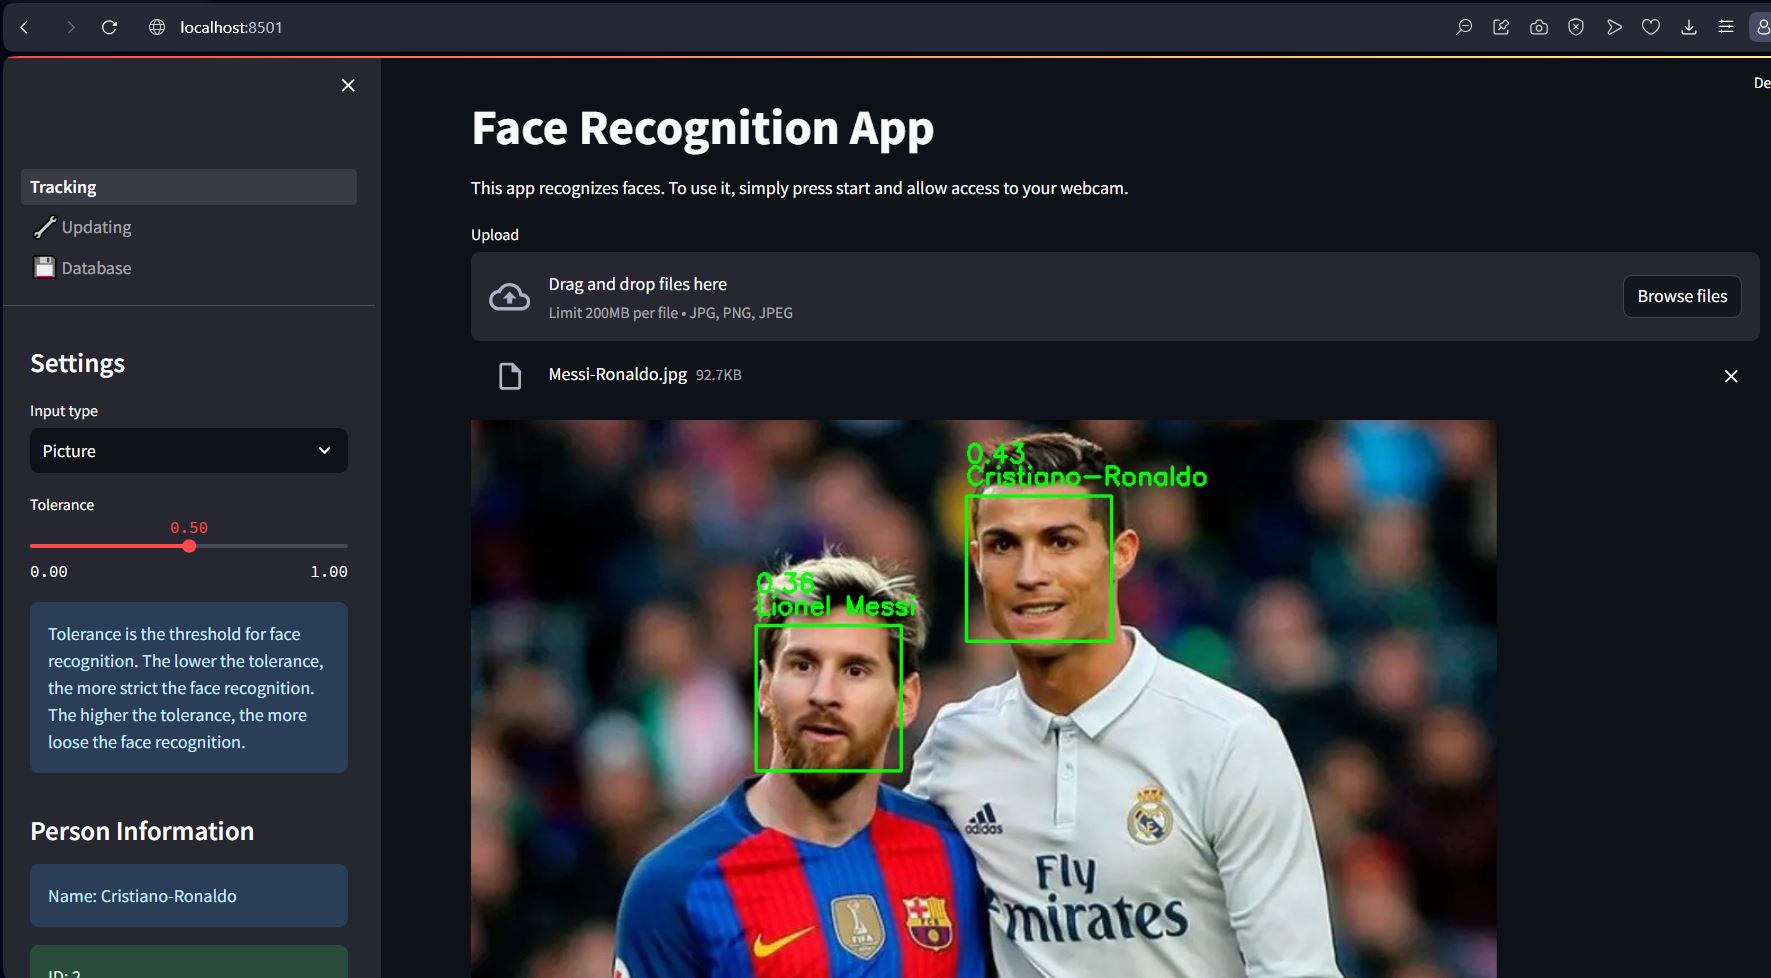 localhost:8501
De
Tracking
Updating
Database
Settings
Input type
Picture
Tolerance
0.50
0.00 1.00
Tolerance is the threshold for face
recognition. The lower the tolerance,
the more strict the face recognition.
The higher the tolerance, the more
loose the face recognition.
Person Information
Name: Cristiano-Ronaldo
ID: 2
Face Recognition App
This app recognizes faces. To use it, simply press start and allow access to your webcam.
Upload
Drag and drop files here
Limit 200MB per file • JPG, PNG, JPEG
Browse files
Messi-Ronaldo.jpg 92.7KB
0.43
Cristiano-Ronaldo
0.36
Lionel Messi
adidas
Fly
Emirates
FIFA
FCB